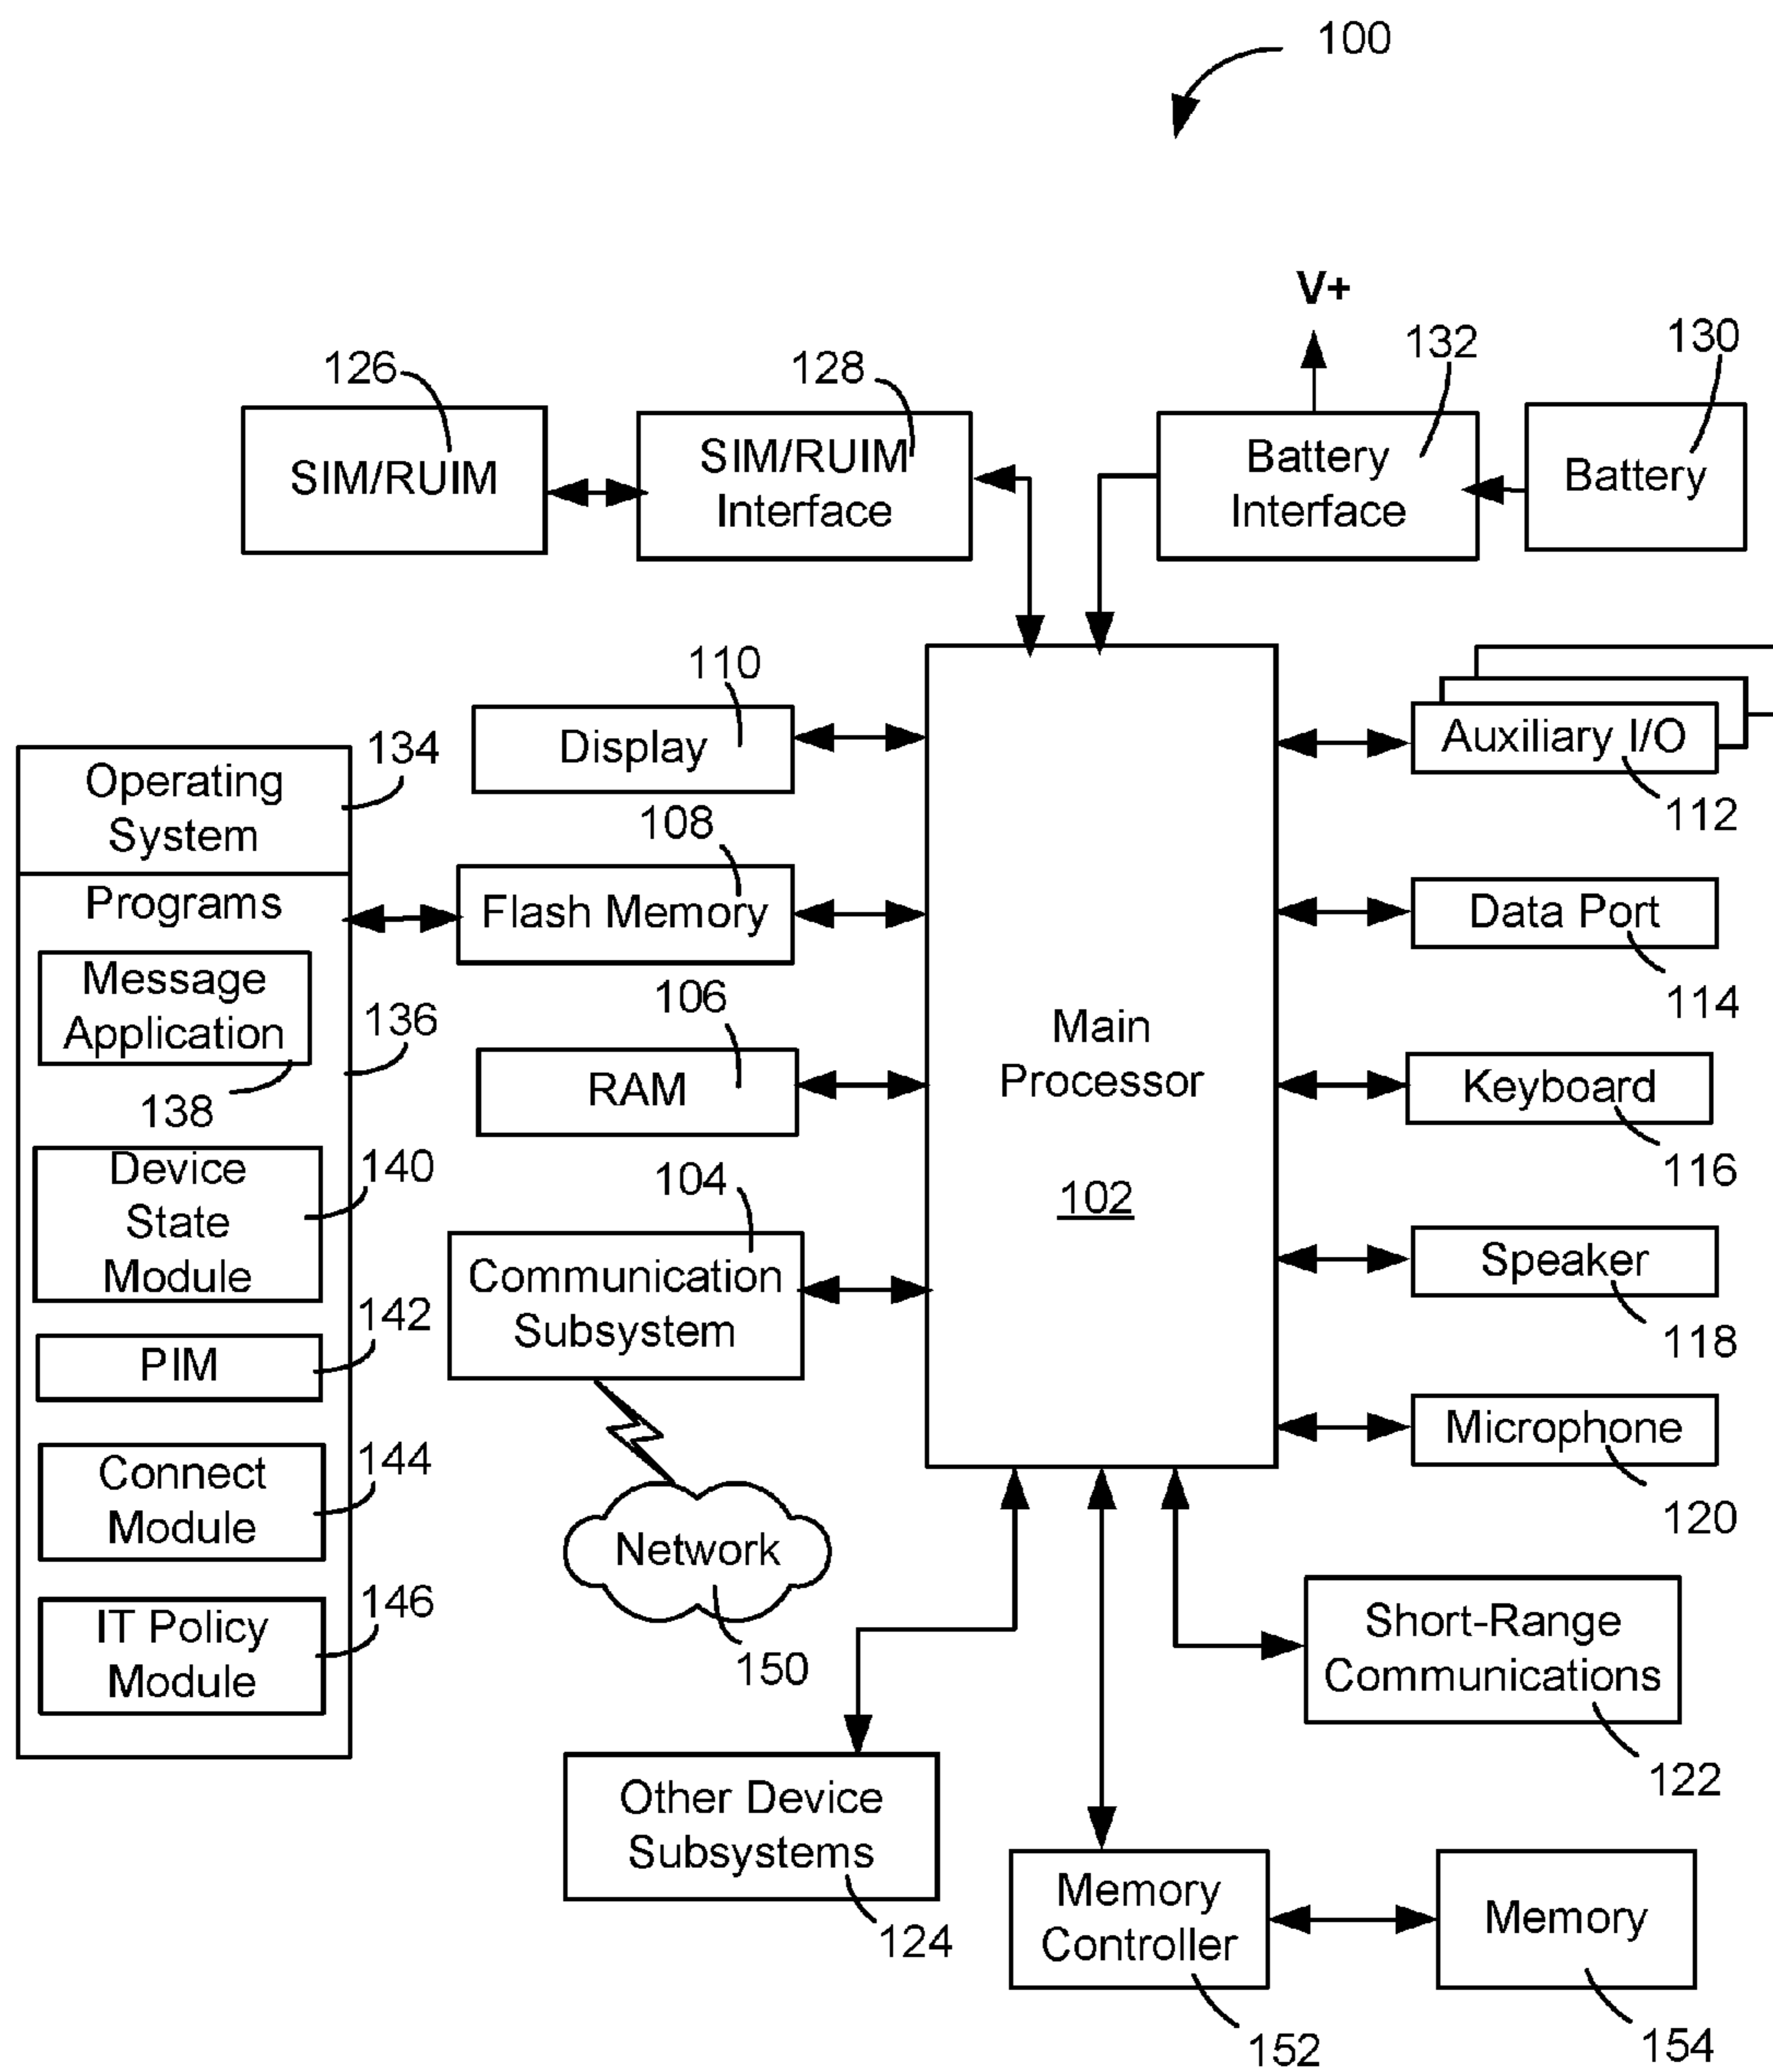 100
V+
132
130
126
128
SIM/RUIM
SIM/RUIM
Interface
Battery
Interface
Battery
110
Display
Auxiliary I/O
112
134
Operating
System
108
Flash Memory
Programs
Data Port
114
Message
Application
138
136
106
RAM
Main
Processor
102
Keyboard
116
Device
State
Module
140
104
Communication
Subsystem
Speaker
118
PIM
142
Microphone
120
Connect
Module
144
Network
150
IT Policy
Module
146
Short-Range
Communications
122
Other Device
Subsystems
124
Memory
Controller
152
Memory
154